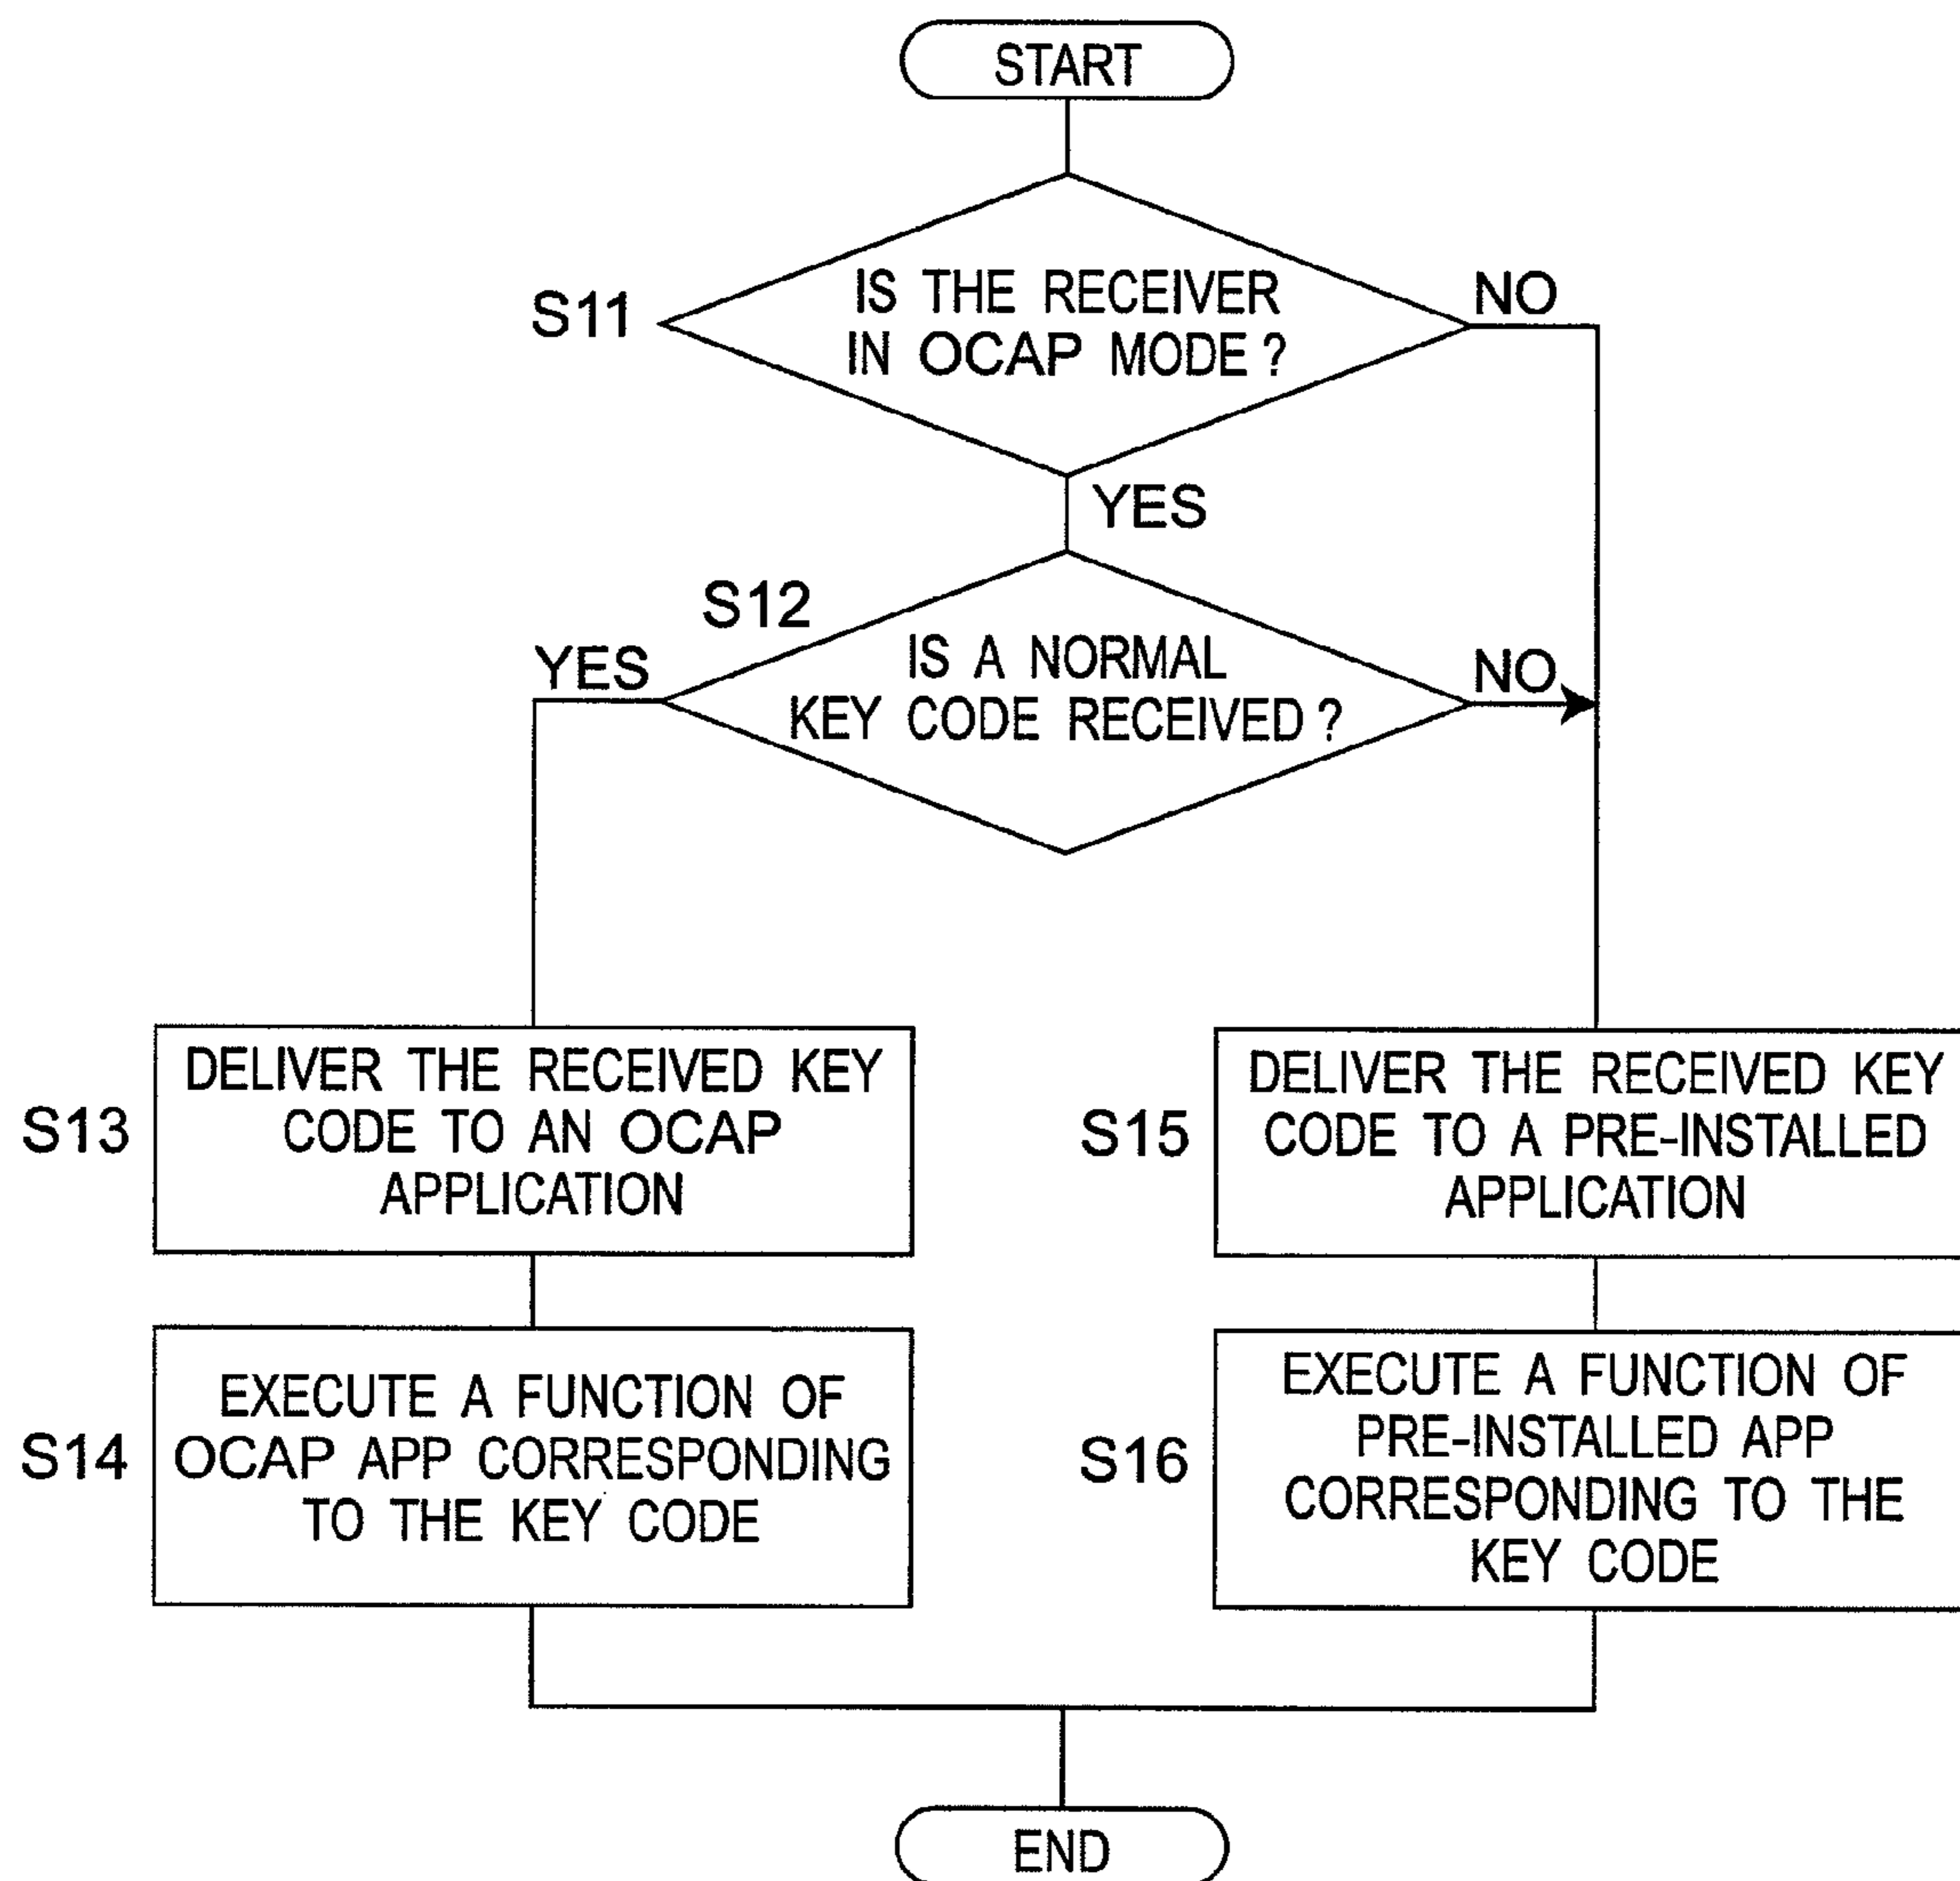 START
S11
IS THE RECEIVER
IN OCAP MODE ?
NO
YES
S12
YES
IS A NORMAL
KEY CODE RECEIVED ?
NO
S13
DELIVER THE RECEIVED KEY
CODE TO AN OCAP
APPLICATION
S15
DELIVER THE RECEIVED KEY
CODE TO A PRE-INSTALLED
APPLICATION
S14
EXECUTE A FUNCTION OF
OCAP APP CORRESPONDING
TO THE KEY CODE
S16
EXECUTE A FUNCTION OF
PRE-INSTALLED APP
CORRESPONDING TO THE
KEY CODE
END